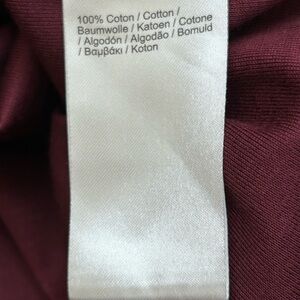 100% Coton / Cotton /
Baumwolle / Katoen / Cotone
/ Algodón / Algodão / Bomuld
/ Βαμβάκι / Koton